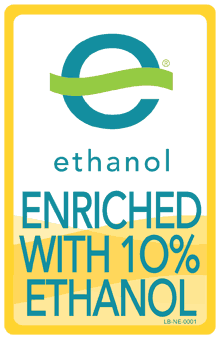 ®
ethanol
ENRICHED
WITH 10%
ETHANOL
LB-NE 0001